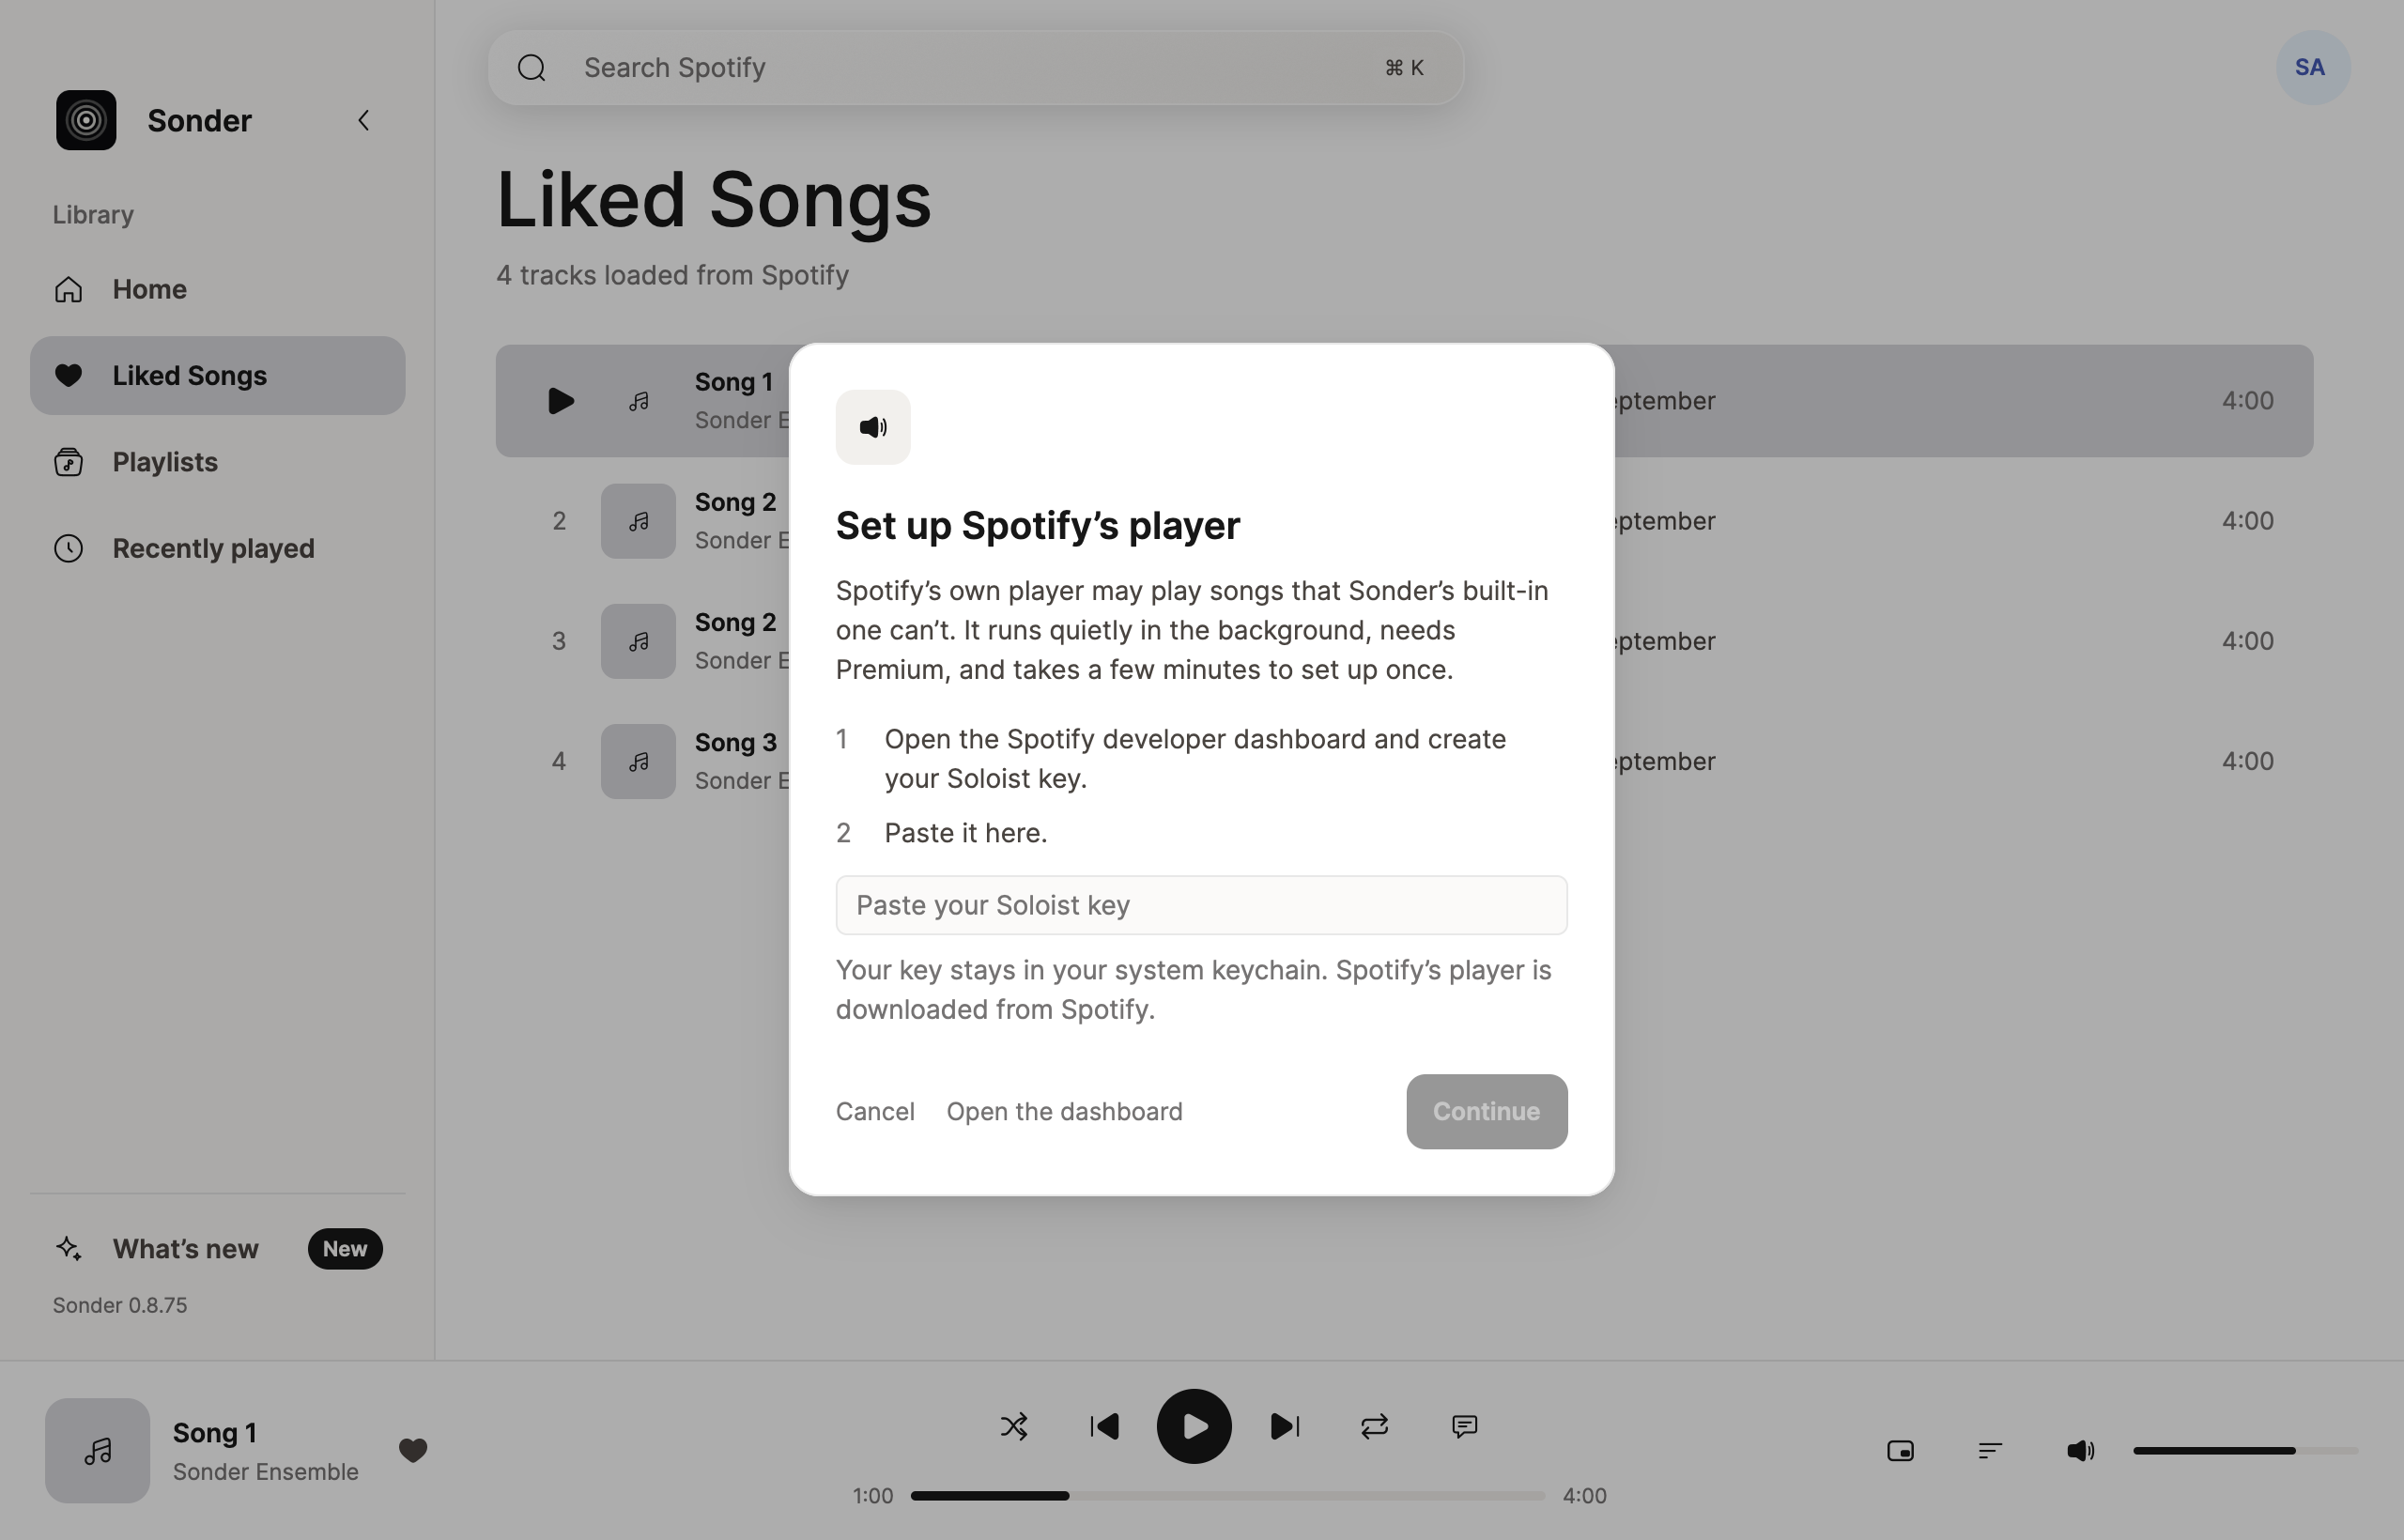 Search Spotify
⌘ K
SA
Sonder
Library
Home
Liked Songs
Playlists
Recently played
What’s new
New
Sonder 0.8.75
Liked Songs
4 tracks loaded from Spotify
Song 1
Sonder
4:00
2
Song 2
Sonder
4:00
3
Song 2
Sonder
4:00
4
Song 3
Sonder
4:00
Set up Spotify’s player
Spotify’s own player may play songs that Sonder’s built-in
one can’t. It runs quietly in the background, needs
Premium, and takes a few minutes to set up once.
1 Open the Spotify developer dashboard and create
your Soloist key.
2 Paste it here.
Paste your Soloist key
Your key stays in your system keychain. Spotify’s player is
downloaded from Spotify.
Cancel
Open the dashboard
Continue
Song 1
Sonder Ensemble
1:00
4:00